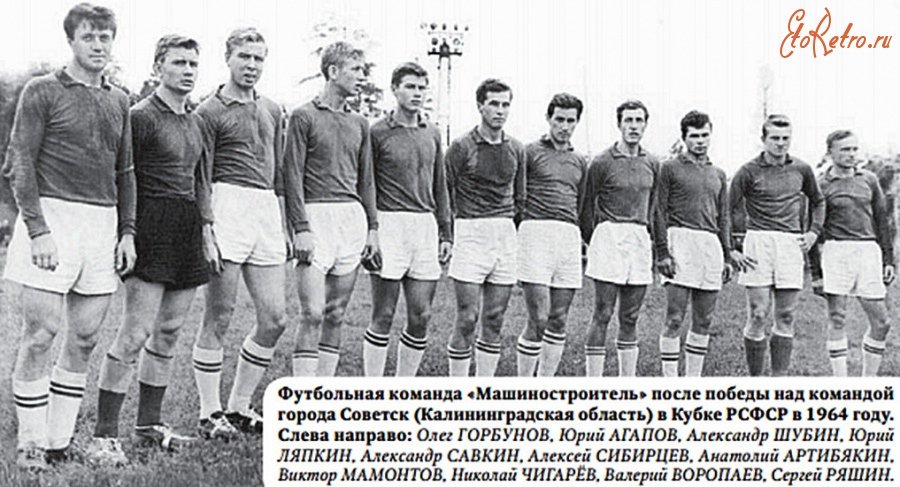 EtoRetro.ru
Футбольная команда «Машиностроитель» после победы над командой
города Советск (Калининградская область) в Кубке РСФСР в 1964 году.
Слева направо: Олег ГОРБУНОВ, Юрий АГАПОВ, Александр ШУБИН, Юрий
ЛЯПКИН, Александр САВКИН, Алексей СИБИРЦЕВ, Анатолий АРТИБЯКИН,
Виктор МАМОНТОВ, Николай ЧИГАРЁВ, Валерий ВОРОПАЕВ, Сергей РЯШИН.